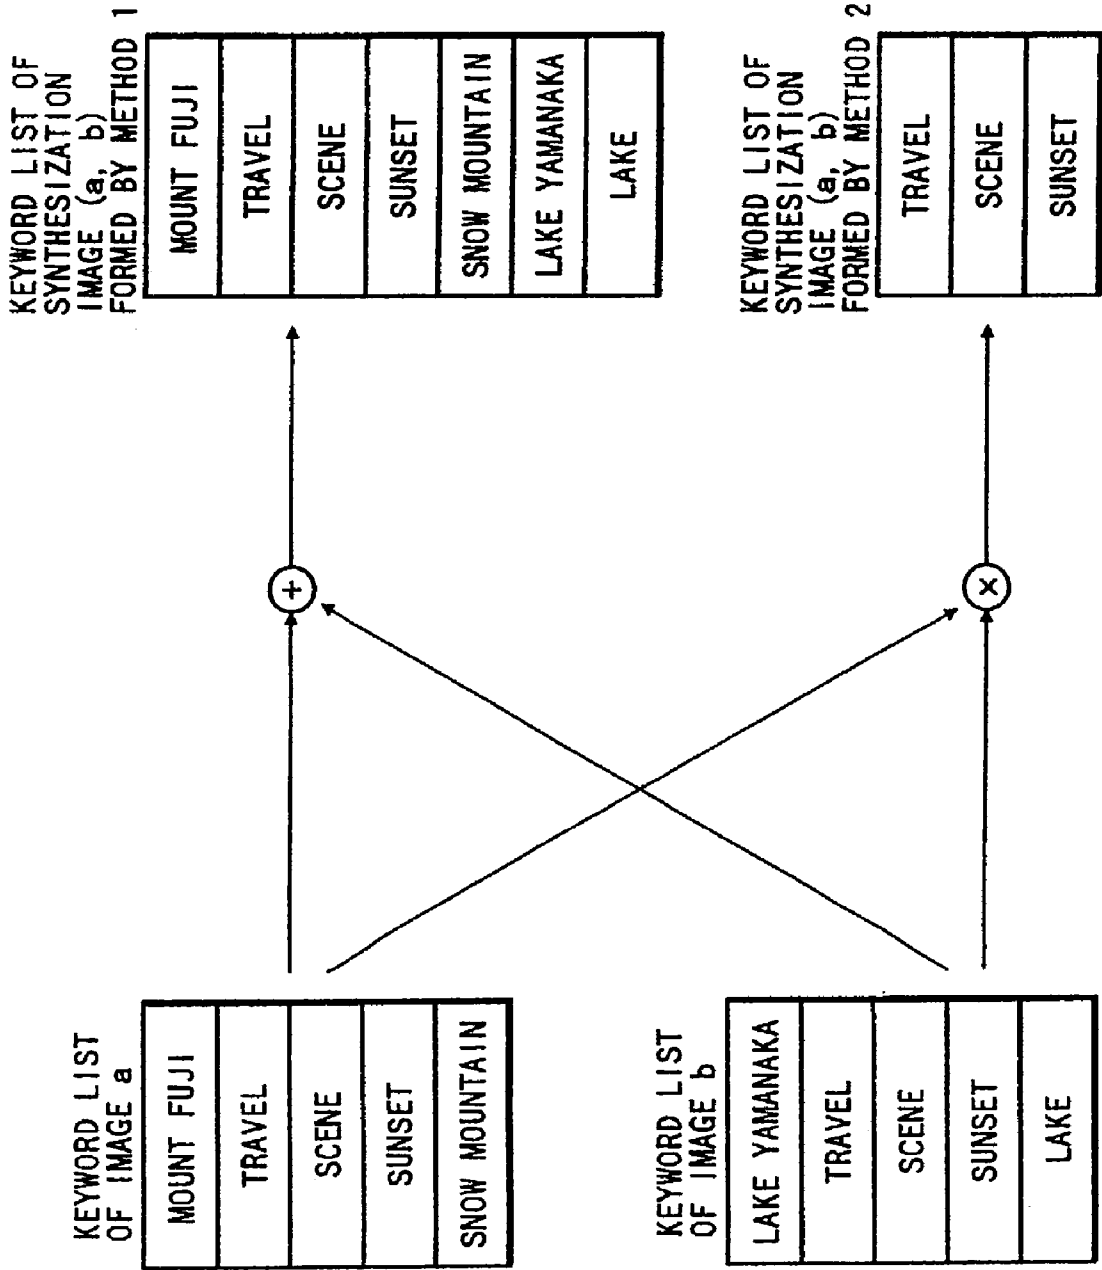 KEYWORD LIST
OF IMAGE a
MOUNT FUJI
TRAVEL
SCENE
SUNSET
SNOW MOUNTAIN
KEYWORD LIST
OF IMAGE b
LAKE YAMANAKA
TRAVEL
SCENE
SUNSET
LAKE
+
×
KEYWORD LIST OF
SYNTHESIZATION
IMAGE (a, b)
FORMED BY METHOD 1
MOUNT FUJI
TRAVEL
SCENE
SUNSET
SNOW MOUNTAIN
LAKE YAMANAKA
LAKE
KEYWORD LIST OF
SYNTHESIZATION
IMAGE (a, b)
FORMED BY METHOD 2
TRAVEL
SCENE
SUNSET